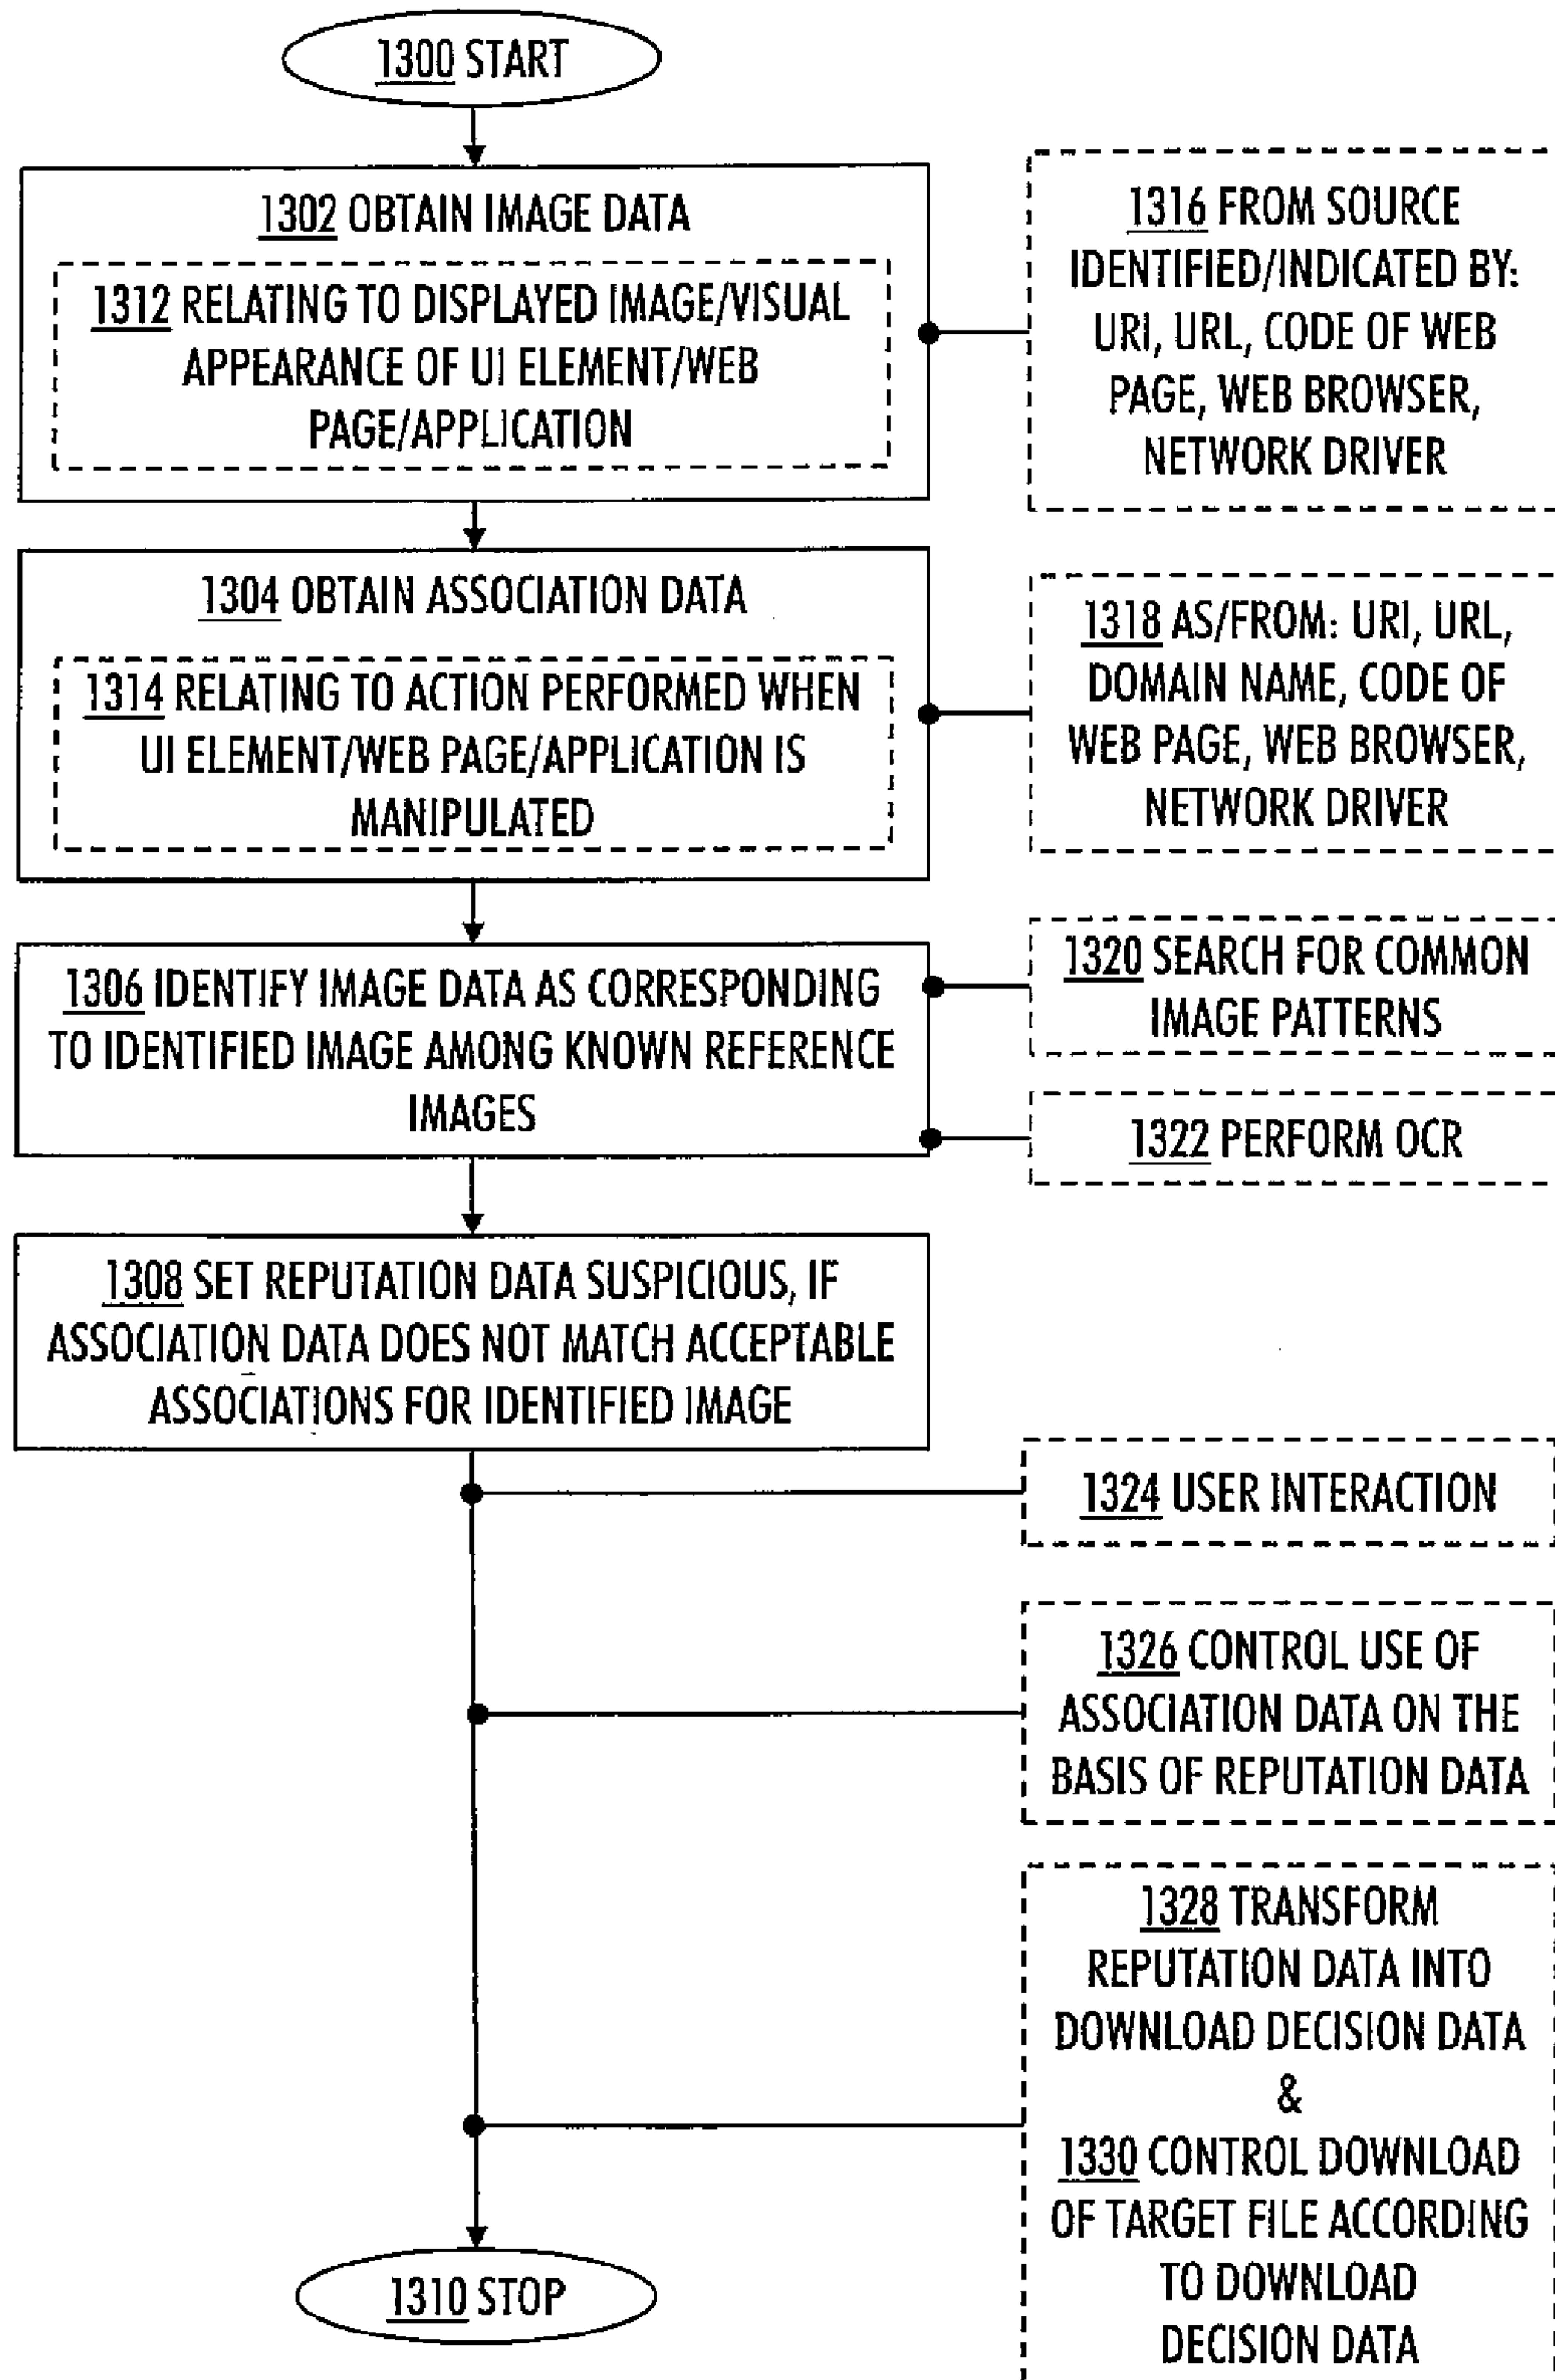 1300 START
1302 OBTAIN IMAGE DATA
1312 RELATING TO DISPLAYED IMAGE/VISUAL
APPEARANCE OF UI ELEMENT/WEB
PAGE/APPLICATION
1316 FROM SOURCE
IDENTIFIED/INDICATED BY:
URI, URL, CODE OF WEB
PAGE, WEB BROWSER,
NETWORK DRIVER
1304 OBTAIN ASSOCIATION DATA
1314 RELATING TO ACTION PERFORMED WHEN
UI ELEMENT/WEB PAGE/APPLICATION IS
MANIPULATED
1318 AS/FROM: URI, URL,
DOMAIN NAME, CODE OF
WEB PAGE, WEB BROWSER,
NETWORK DRIVER
1306 IDENTIFY IMAGE DATA AS CORRESPONDING
TO IDENTIFIED IMAGE AMONG KNOWN REFERENCE
IMAGES
1320 SEARCH FOR COMMON
IMAGE PATTERNS
1322 PERFORM OCR
1308 SET REPUTATION DATA SUSPICIOUS, IF
ASSOCIATION DATA DOES NOT MATCH ACCEPTABLE
ASSOCIATIONS FOR IDENTIFIED IMAGE
1324 USER INTERACTION
1326 CONTROL USE OF
ASSOCIATION DATA ON THE
BASIS OF REPUTATION DATA
1328 TRANSFORM
REPUTATION DATA INTO
DOWNLOAD DECISION DATA
&
1330 CONTROL DOWNLOAD
OF TARGET FILE ACCORDING
TO DOWNLOAD
DECISION DATA
1310 STOP